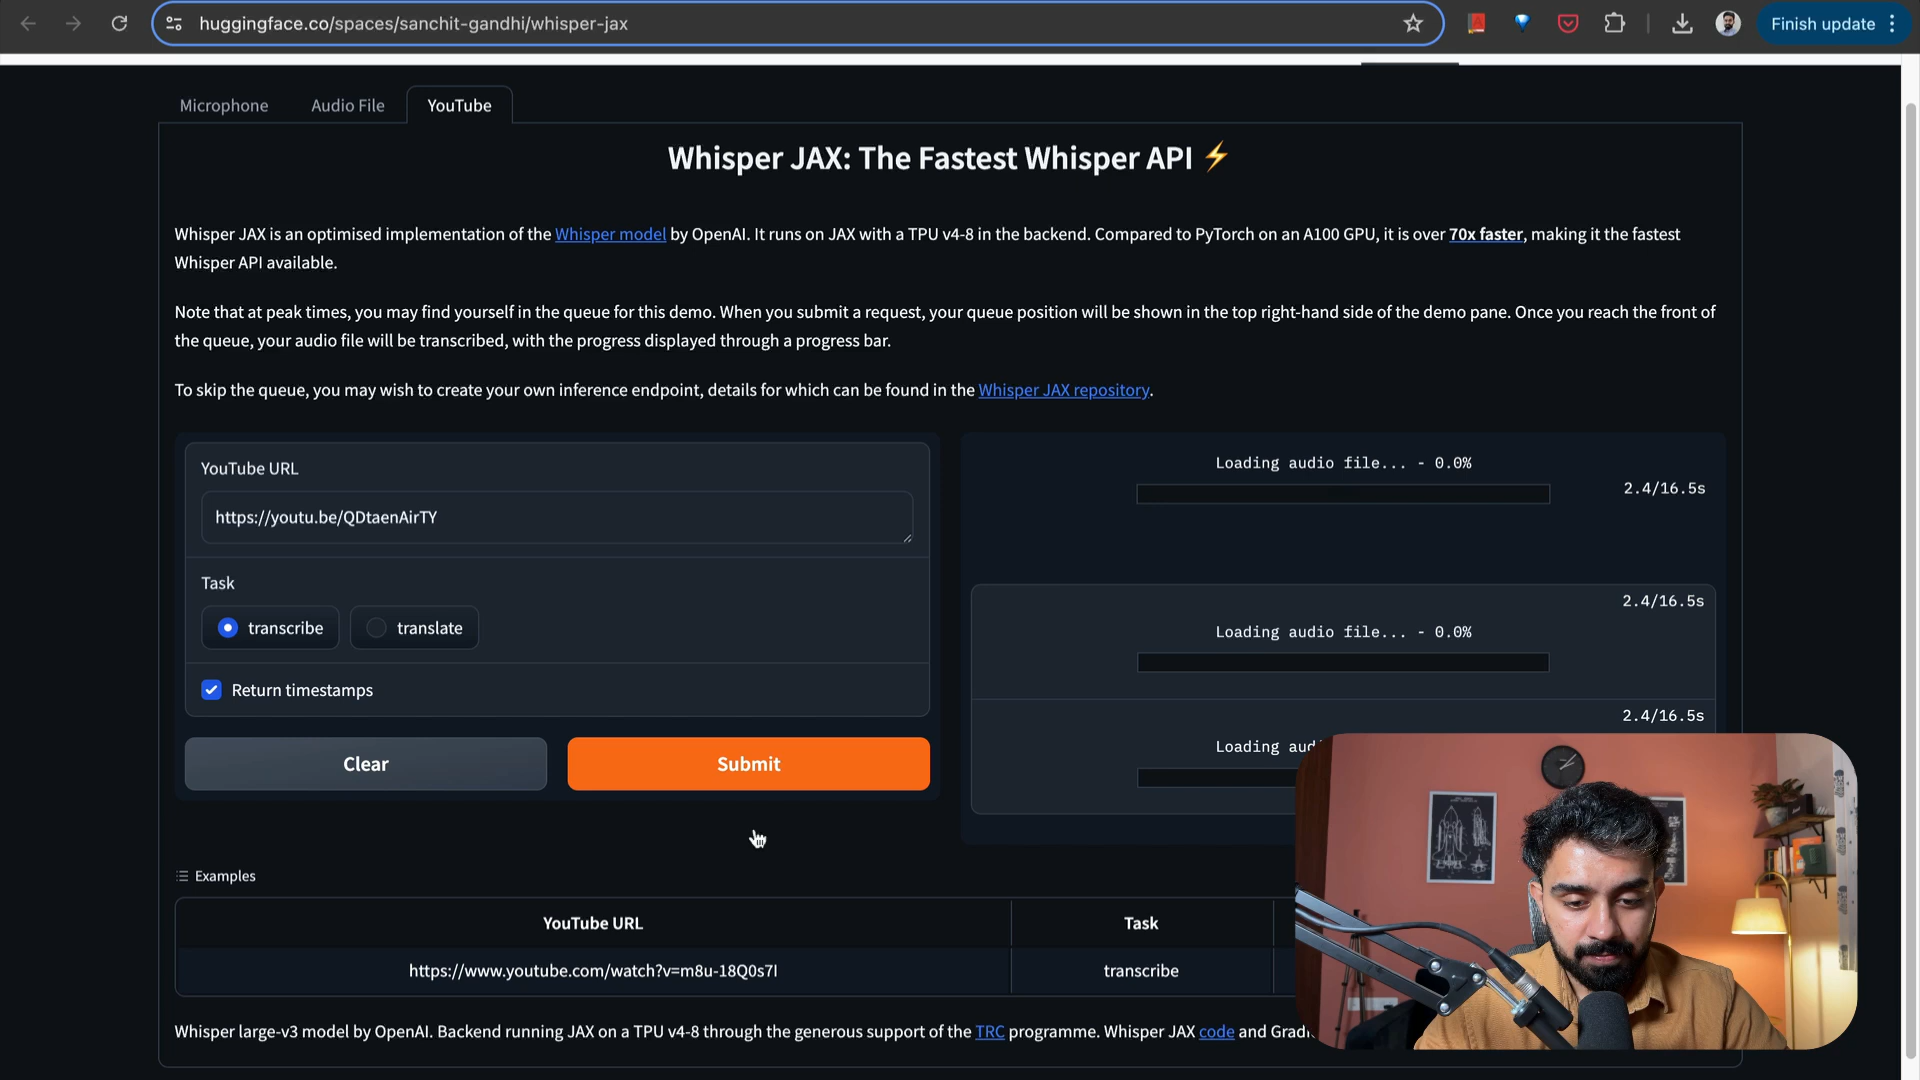 huggingface.co/spaces/sanchit-gandhi/whisper-jax
Finish update
Microphone
Audio File
YouTube
Whisper JAX: The Fastest Whisper API ⚡
Whisper JAX is an optimised implementation of the Whisper model by OpenAI. It runs on JAX with a TPU v4-8 in the backend. Compared to PyTorch on an A100 GPU, it is over 70x faster, making it the fastest
Whisper API available.
Note that at peak times, you may find yourself in the queue for this demo. When you submit a request, your queue position will be shown in the top right-hand side of the demo pane. Once you reach the front of
the queue, your audio file will be transcribed, with the progress displayed through a progress bar.
To skip the queue, you may wish to create your own inference endpoint, details for which can be found in the Whisper JAX repository.
YouTube URL
https://youtu.be/QDtaenAirTY
Task
transcribe
translate
Return timestamps
Clear
Submit
Loading audio file... - 0.0%
2.4/16.5s
2.4/16.5s
Loading audio file... - 0.0%
2.4/16.5s
Loading
Examples
YouTube URL
Task
https://www.youtube.com/watch?v=m8u-18Q0s7I
transcribe
Whisper large-v3 model by OpenAI. Backend running JAX on a TPU v4-8 through the generous support of the TRC programme. Whisper JAX code and